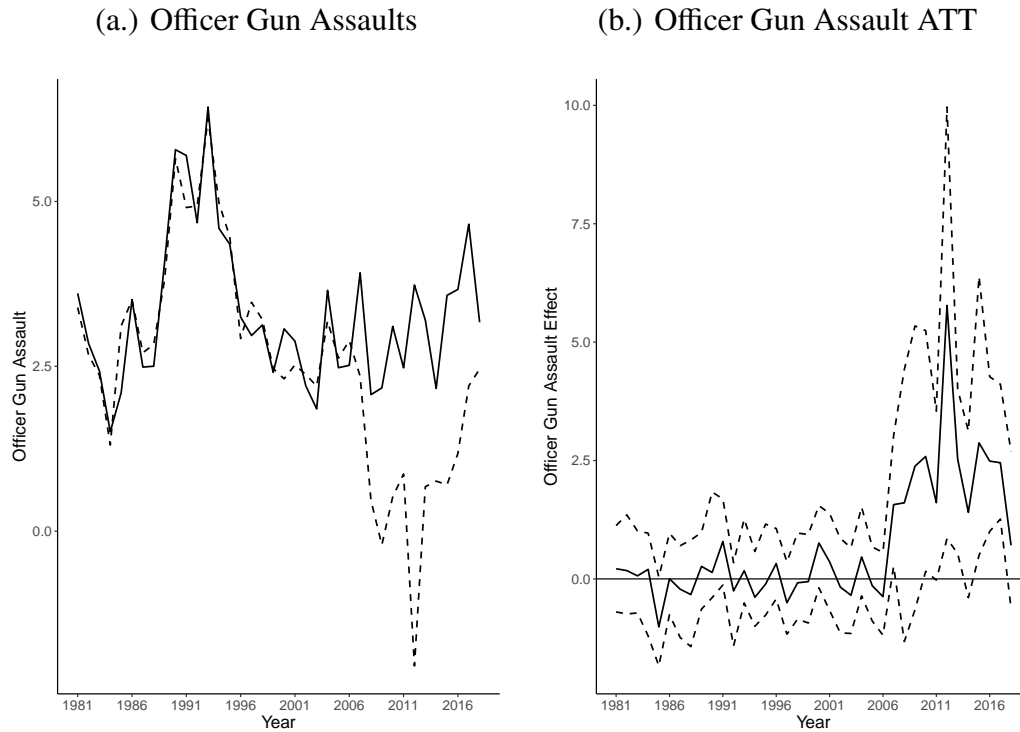 (a.) Officer Gun Assaults
Officer Gun Assault
5.0
2.5
0.0
1981 1986 1991 1996 2001 2006 2011 2016
Year
(b.) Officer Gun Assault ATT
Officer Gun Assault Effect
10.0
7.5
5.0
2.5
0.0
1981 1986 1991 1996 2001 2006 2011 2016
Year